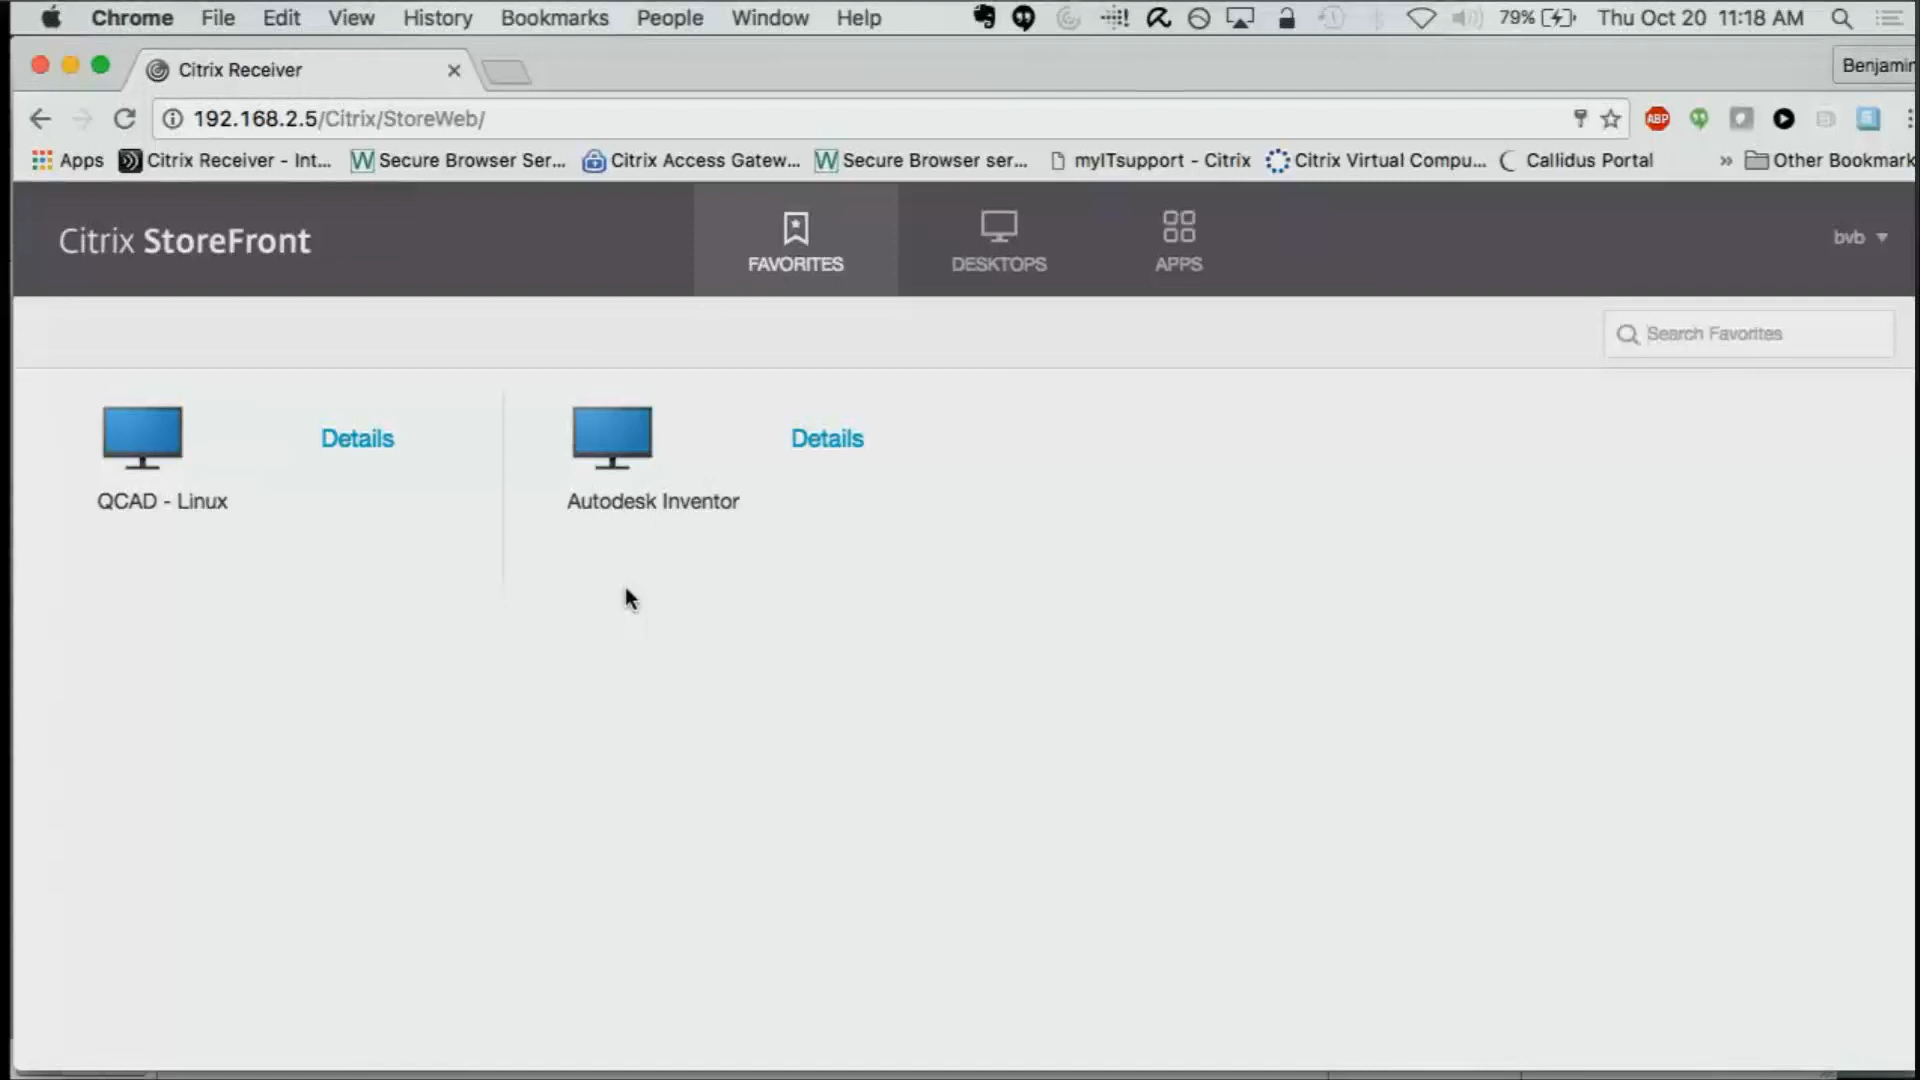 Chrome File Edit View History Bookmarks People Window Help 79% Thu Oct 20 11:18 AM
Citrix Receiver Benjamin
192.168.2.5/Citrix/StoreWeb/ ABP
Apps Citrix Receiver - Int... Secure Browser Ser... Citrix Access Gatew... Secure Browser ser... myITsupport - Citrix Citrix Virtual Compu... Callidus Portal » Other Bookmark
Citrix StoreFront FAVORITES DESKTOPS APPS bvb
Search Favorites
Details Details
QCAD - Linux Autodesk Inventor